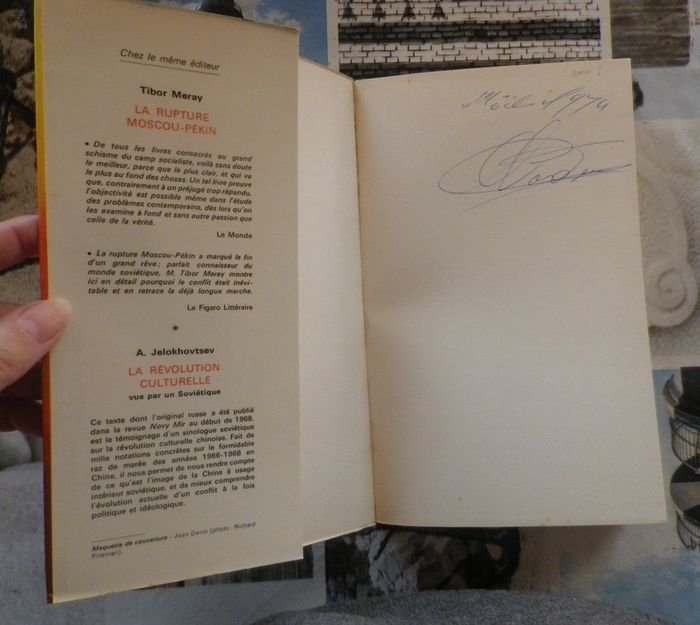 Chez le même éditeur
Tibor Meray
LA RUPTURE
MOSCOU-PÉKIN
• De tous les livres consacrés au grand
schisme du camp socialiste, voilà sans doute
le meilleur, parce que le plus clair, et qui va
le plus au fond des choses. Un tel livre prouve
que, contrairement à un préjugé trop répandu,
l'objectivité est possible même dans l'étude
des problèmes contemporains, dès lors qu'on
les examine à fond et sans autre passion que
celle de la vérité.
Le Monde
• La rupture Moscou-Pékin a marqué la fin
d'un grand rêve; parfait connaisseur du
monde soviétique, M. Tibor Meray montre
ici en détail pourquoi le conflit était inévi-
table et en retrace la déjà longue marche.
Le Figaro Littéraire
*
A. Jelokhovtsev
LA RÉVOLUTION
CULTURELLE
vue par un Soviétique
Ce texte dont l'original russe a été publié
dans la revue Novy Mir au début de 1968,
est le témoignage d'un sinologue soviétique
sur la révolution culturelle chinoise. Fait de
mille notations concrètes sur le formidable
raz de marée des années 1966-1968 en
Chine, il nous permet de nous rendre compte
de ce qu'est l'image de la Chine à usage
intérieur soviétique, et de mieux comprendre
l'évolution actuelle d'un conflit à la fois
politique et idéologique.
Maquette de couverture : Jean Denis (photo : Richard
Frieman).
Noël 1974